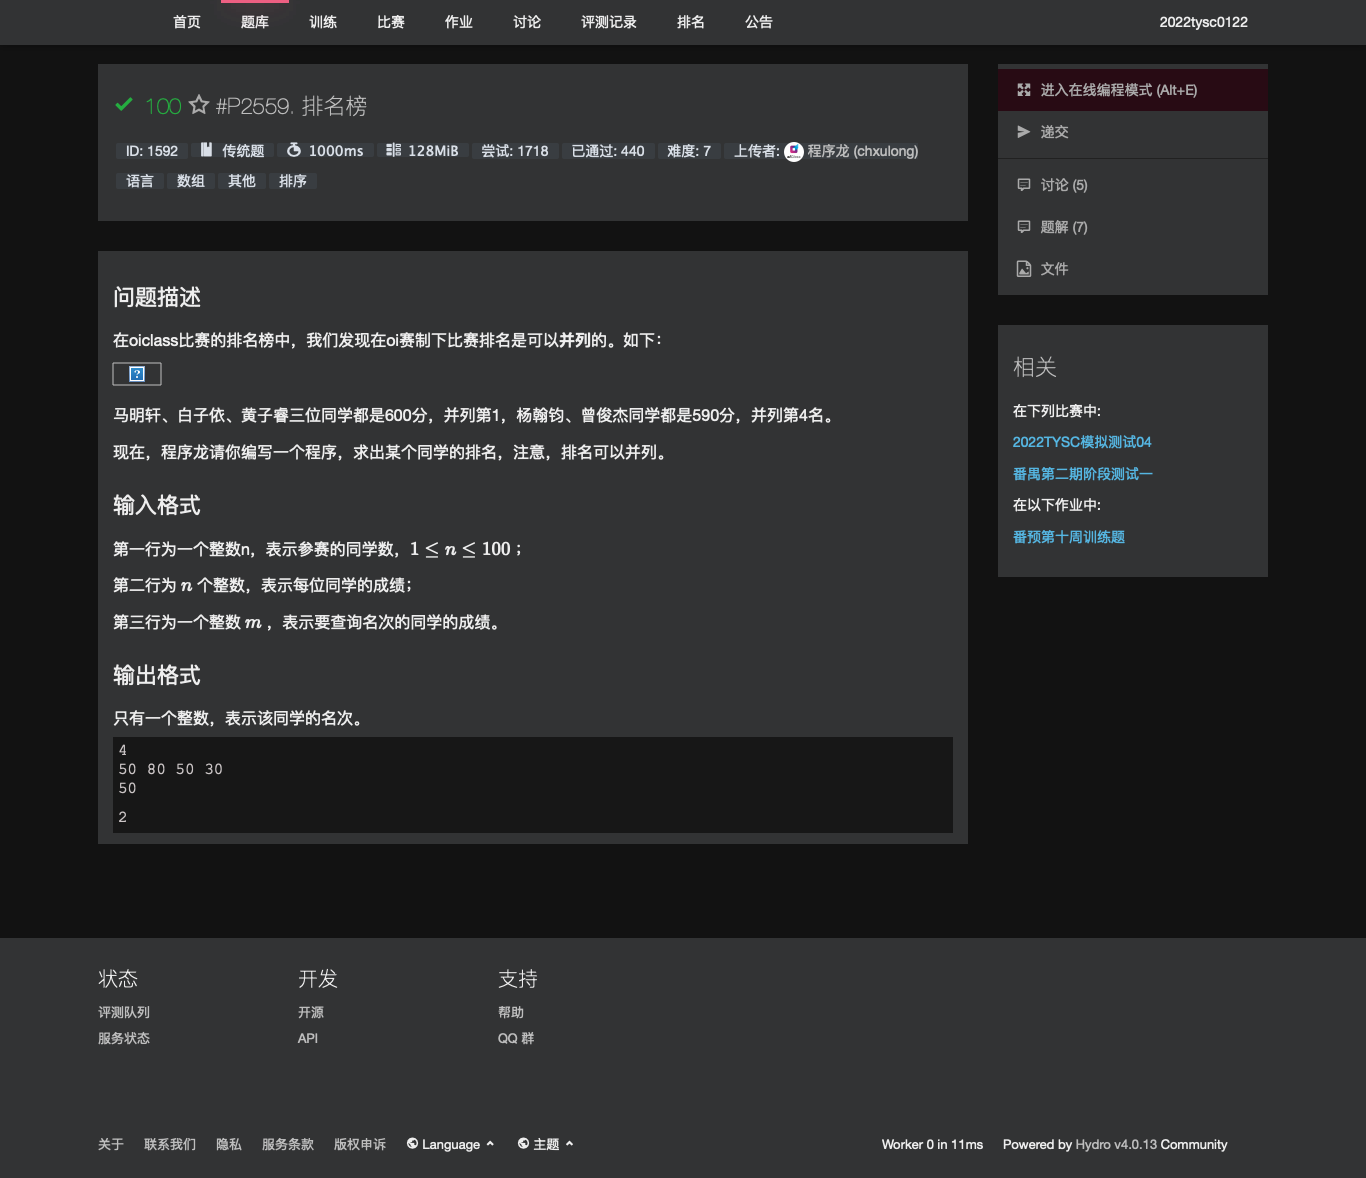 首页 题库 训练 比赛 作业 讨论 评测记录 排名 公告 2022tysc0122
100 #P2559. 排名榜
ID: 1592 传统题 1000ms 128MiB 尝试: 1718 已通过: 440 难度: 7 上传者: 程序龙 (chxulong)
语言 数组 其他 排序
问题描述
在oiclass比赛的排名榜中，我们发现在oi赛制下比赛排名是可以并列的。如下：
马明轩、白子依、黄子睿三位同学都是600分，并列第1，杨翰钧、曾俊杰同学都是590分，并列第4名。
现在，程序龙请你编写一个程序，求出某个同学的排名，注意，排名可以并列。
输入格式
第一行为一个整数n，表示参赛的同学数，1 ≤ n ≤ 100；
第二行为 n 个整数，表示每位同学的成绩；
第三行为一个整数 m ，表示要查询名次的同学的成绩。
输出格式
只有一个整数，表示该同学的名次。
4
50 80 50 30
50
2
进入在线编程模式 (Alt+E)
递交
讨论 (5)
题解 (7)
文件
相关
在下列比赛中:
2022TYSC模拟测试04
番禺第二期阶段测试一
在以下作业中:
番预第十周训练题
状态
评测队列
服务状态
开发
开源
API
支持
帮助
QQ 群
关于 联系我们 隐私 服务条款 版权申诉 Language 主题 Worker 0 in 11ms Powered by Hydro v4.0.13 Community